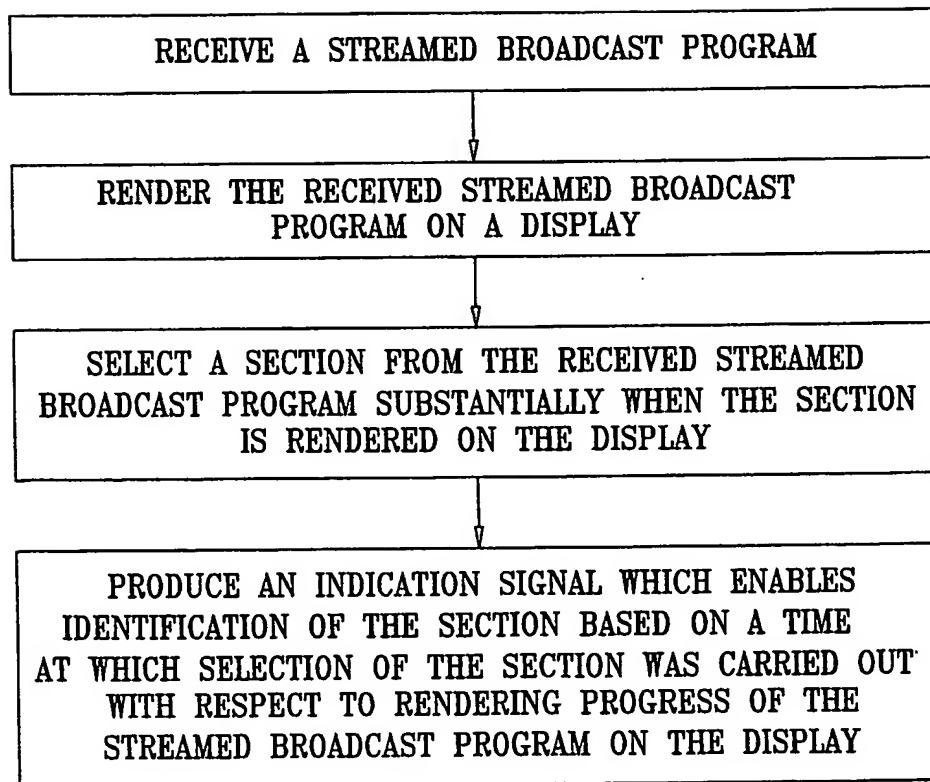 RECEIVE A STREAMED BROADCAST PROGRAM
RENDER THE RECEIVED STREAMED BROADCAST
PROGRAM ON A DISPLAY
SELECT A SECTION FROM THE RECEIVED STREAMED
BROADCAST PROGRAM SUBSTANTIALLY WHEN THE SECTION
IS RENDERED ON THE DISPLAY
PRODUCE AN INDICATION SIGNAL WHICH ENABLES
IDENTIFICATION OF THE SECTION BASED ON A TIME
AT WHICH SELECTION OF THE SECTION WAS CARRIED OUT
WITH RESPECT TO RENDERING PROGRESS OF THE
STREAMED BROADCAST PROGRAM ON THE DISPLAY